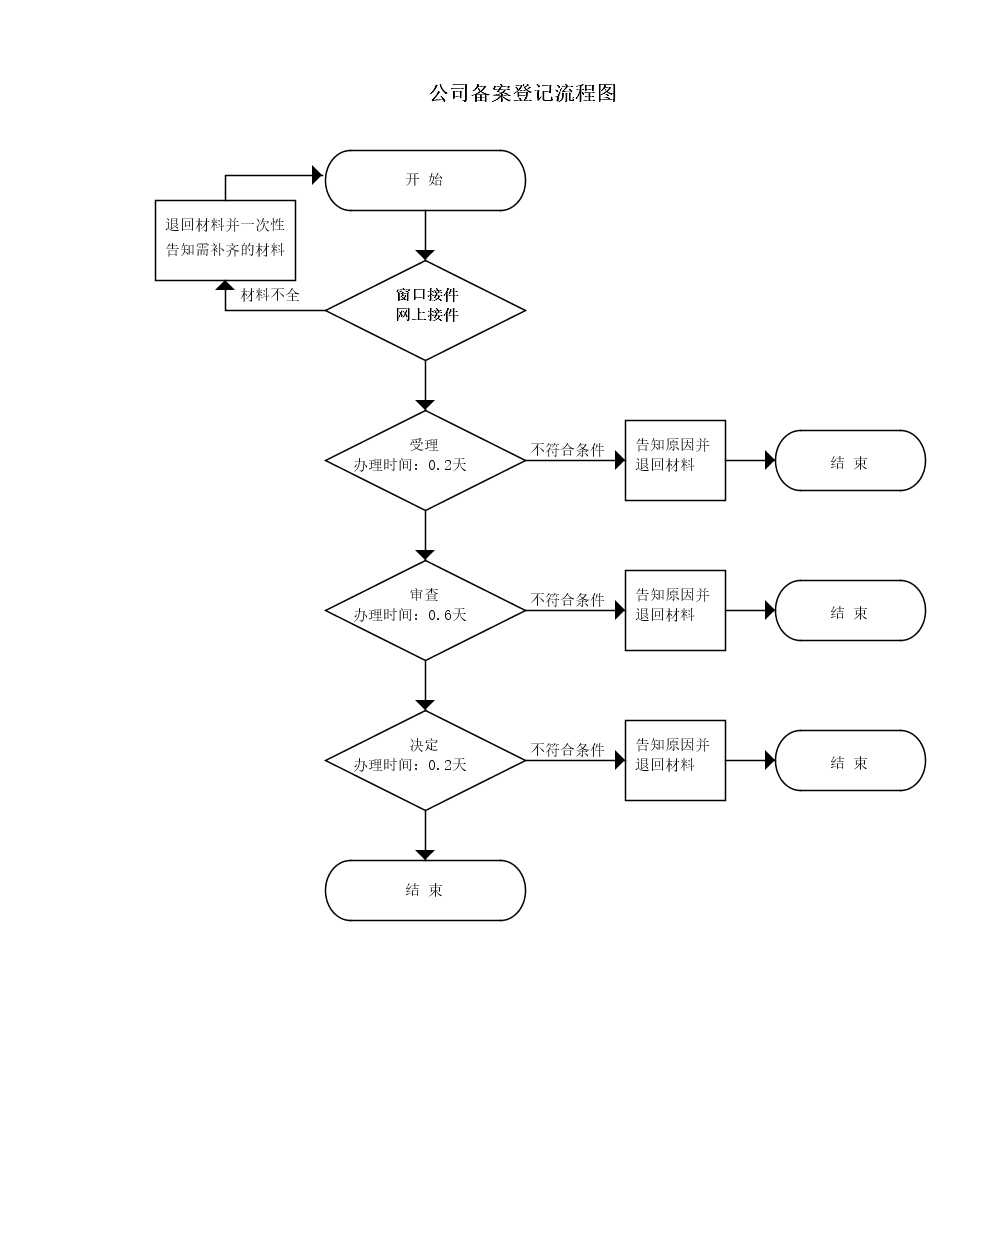 公司备案登记流程图
开 始
退回材料并一次性
告知需补齐的材料
材料不全
窗口接件
网上接件
受理
办理时间：0.2天
不符合条件
告知原因并
退回材料
结 束
审查
办理时间：0.6天
不符合条件
告知原因并
退回材料
结 束
决定
办理时间：0.2天
不符合条件
告知原因并
退回材料
结 束
结 束